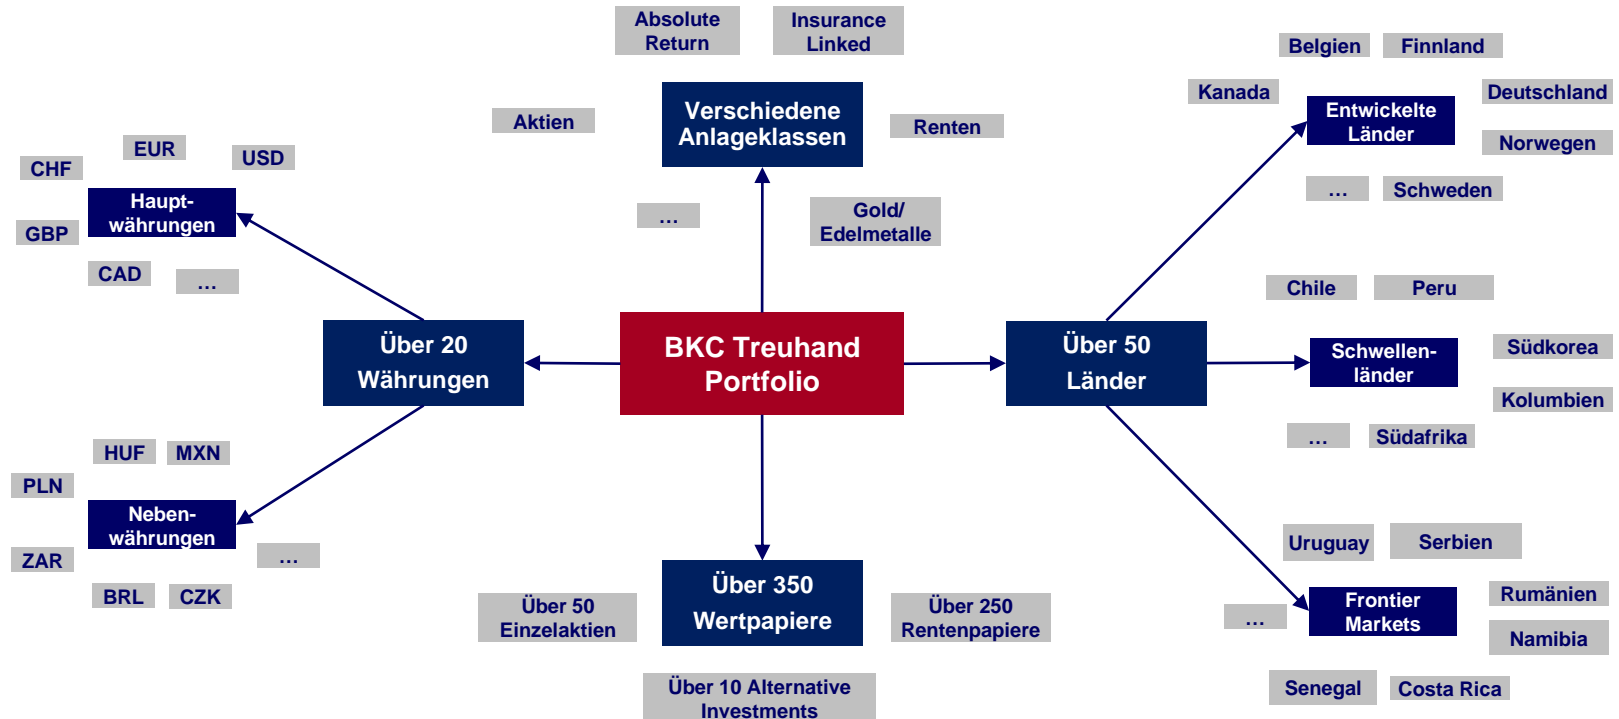 Absolute
Return
Insurance
Linked
Verschiedene
Anlageklassen
Aktien
Renten
…
Gold/
Edelmetalle
Belgien
Finnland
Kanada
Deutschland
Entwickelte
Länder
Norwegen
…
Schweden
EUR
USD
CHF
Haupt-
währungen
GBP
CAD
…
Über 20
Währungen
BKC Treuhand
Portfolio
Über 50
Länder
Chile
Peru
Schwellen-
länder
Südkorea
Kolumbien
…
Südafrika
HUF
MXN
PLN
Neben-
währungen
ZAR
…
BRL
CZK
Über 350
Wertpapiere
Über 50
Einzelaktien
Über 250
Rentenpapiere
Über 10 Alternative
Investments
Uruguay
Serbien
Frontier
Markets
Rumänien
…
Namibia
Senegal
Costa Rica